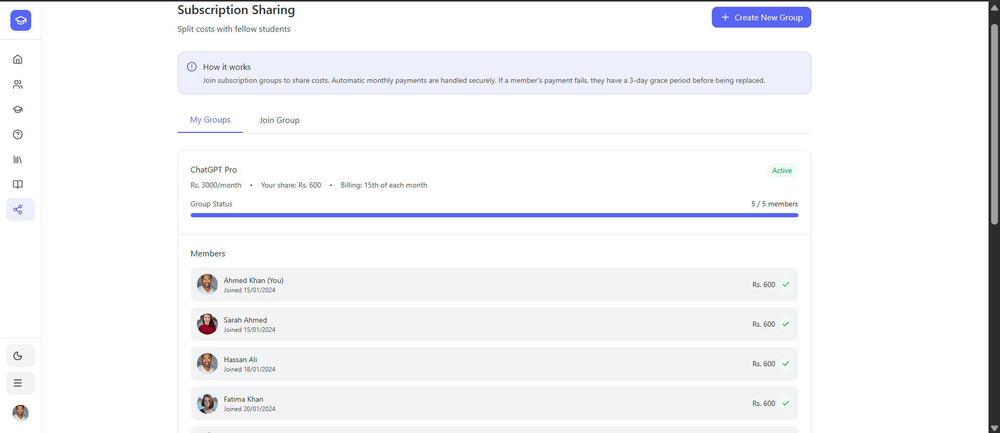 Subscription Sharing
Split costs with fellow students
Create New Group
How it works
Join subscription groups to share costs. Automatic monthly payments are handled securely. If a member's payment fails, they have a 3-day grace period before being replaced.
My Groups
Join Group
ChatGPT Pro
Active
Rs. 3000/month • Your share: Rs. 600 • Billing: 15th of each month
Group Status
5 / 5 members
Members
Ahmed Khan (You)
Joined 15/01/2024
Rs. 600
Sarah Ahmed
Joined 15/01/2024
Rs. 600
Hassan Ali
Joined 18/01/2024
Rs. 600
Fatima Khan
Joined 20/01/2024
Rs. 600